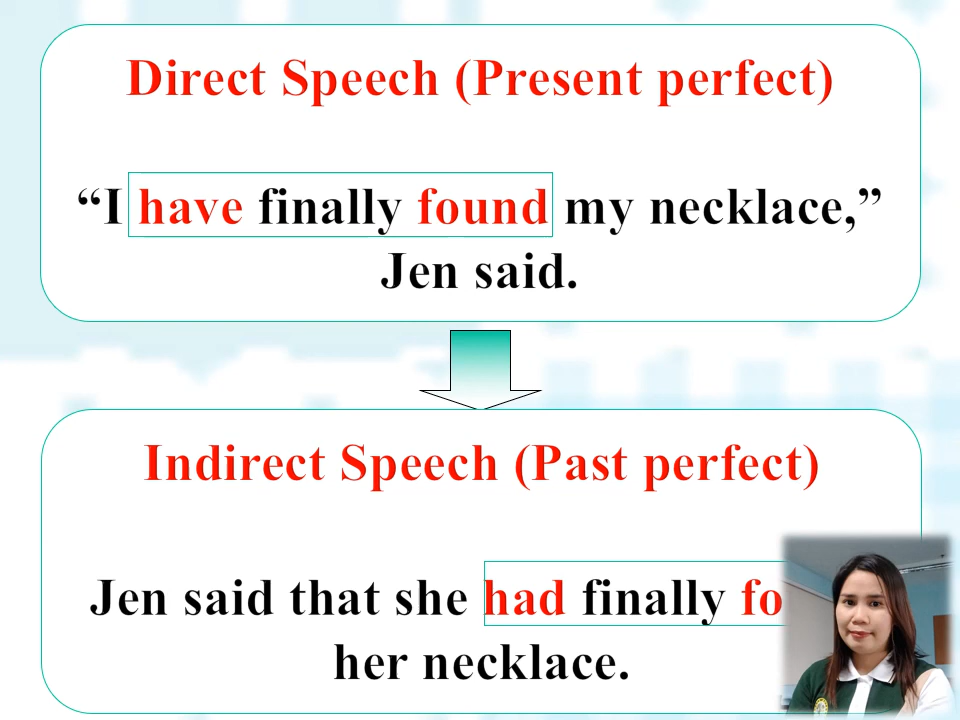 Direct Speech (Present perfect)
“I have finally found my necklace,”
Jen said.
Indirect Speech (Past perfect)
Jen said that she had finally fo
her necklace.